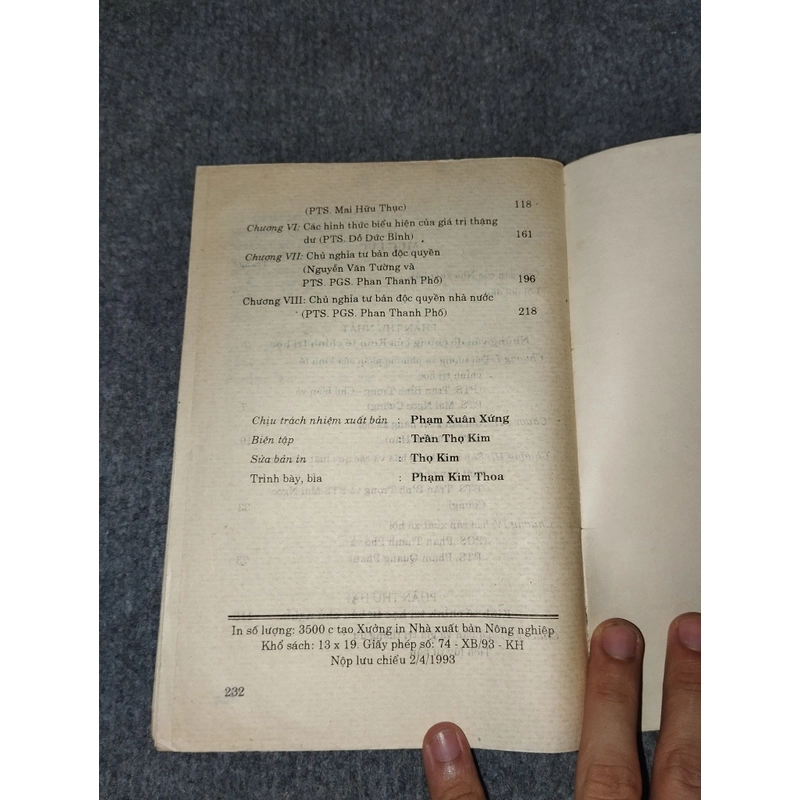 (PTS. Mai Hữu Thục) 118
Chương VI: Các hình thức biểu hiện của giá trị thặng
dư (PTS. Đỗ Đức Bình) 161
Chương VII: Chủ nghĩa tư bản độc quyền
(Nguyễn Văn Tường và
PTS. PGS. Phan Thanh Phố) 196
Chương VIII: Chủ nghĩa tư bản độc quyền nhà nước
(PTS. PGS. Phan Thanh Phố) 218
Chịu trách nhiệm xuất bản : Phạm Xuân Xứng
Biên tập : Trần Thọ Kim
Sửa bản in : Thọ Kim
Trình bày, bìa : Phạm Kim Thoa
In số lượng: 3500 c tạo Xưởng in Nhà xuất bản Nông nghiệp
Khổ sách: 13 x 19. Giấy phép số: 74 - XB/93 - KH
Nộp lưu chiểu 2/4/1993
232